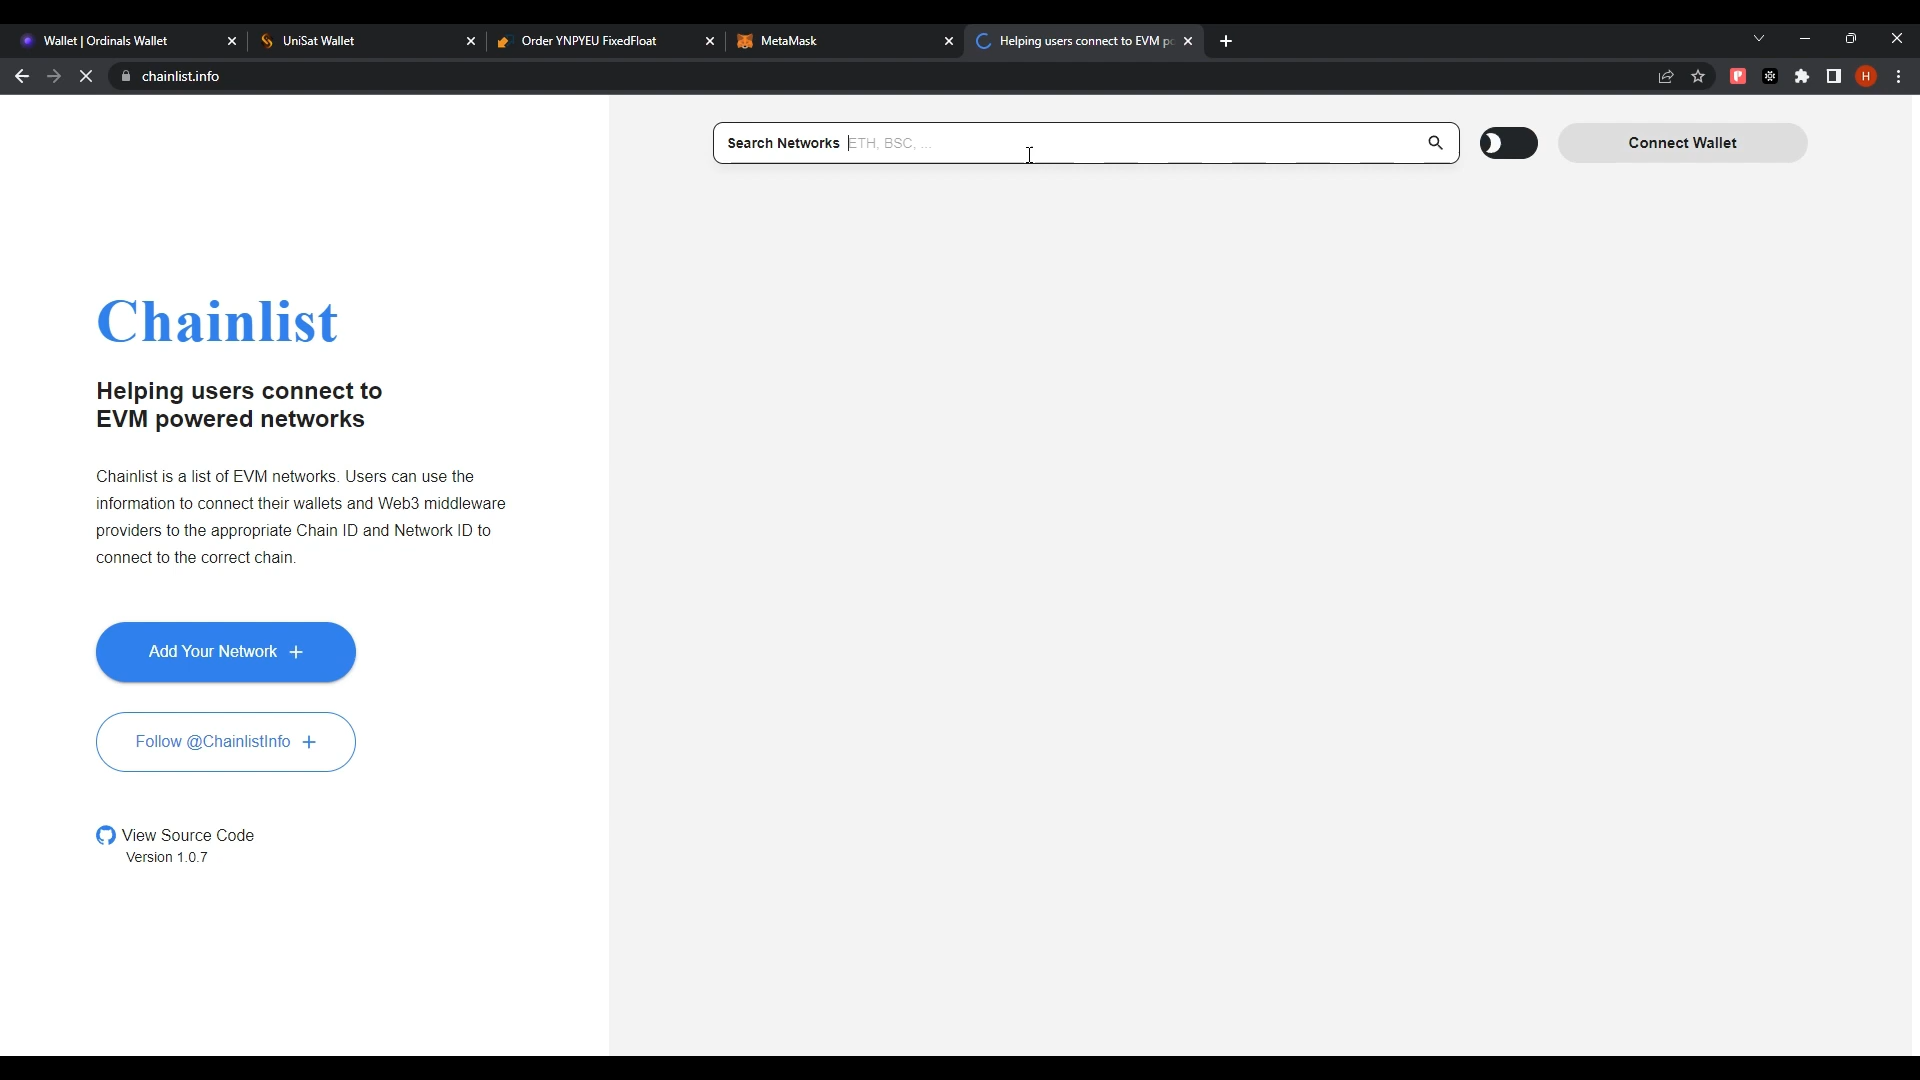 Wallet | Ordinals Wallet
UniSat Wallet
Order YNPYEU FixedFloat
MetaMask
Helping users connect to EVM po
chainlist.info
H
Search Networks ETH, BSC, ...
Connect Wallet
Chainlist
Helping users connect to
EVM powered networks
Chainlist is a list of EVM networks. Users can use the
information to connect their wallets and Web3 middleware
providers to the appropriate Chain ID and Network ID to
connect to the correct chain.
Add Your Network +
Follow @ChainlistInfo +
View Source Code
Version 1.0.7